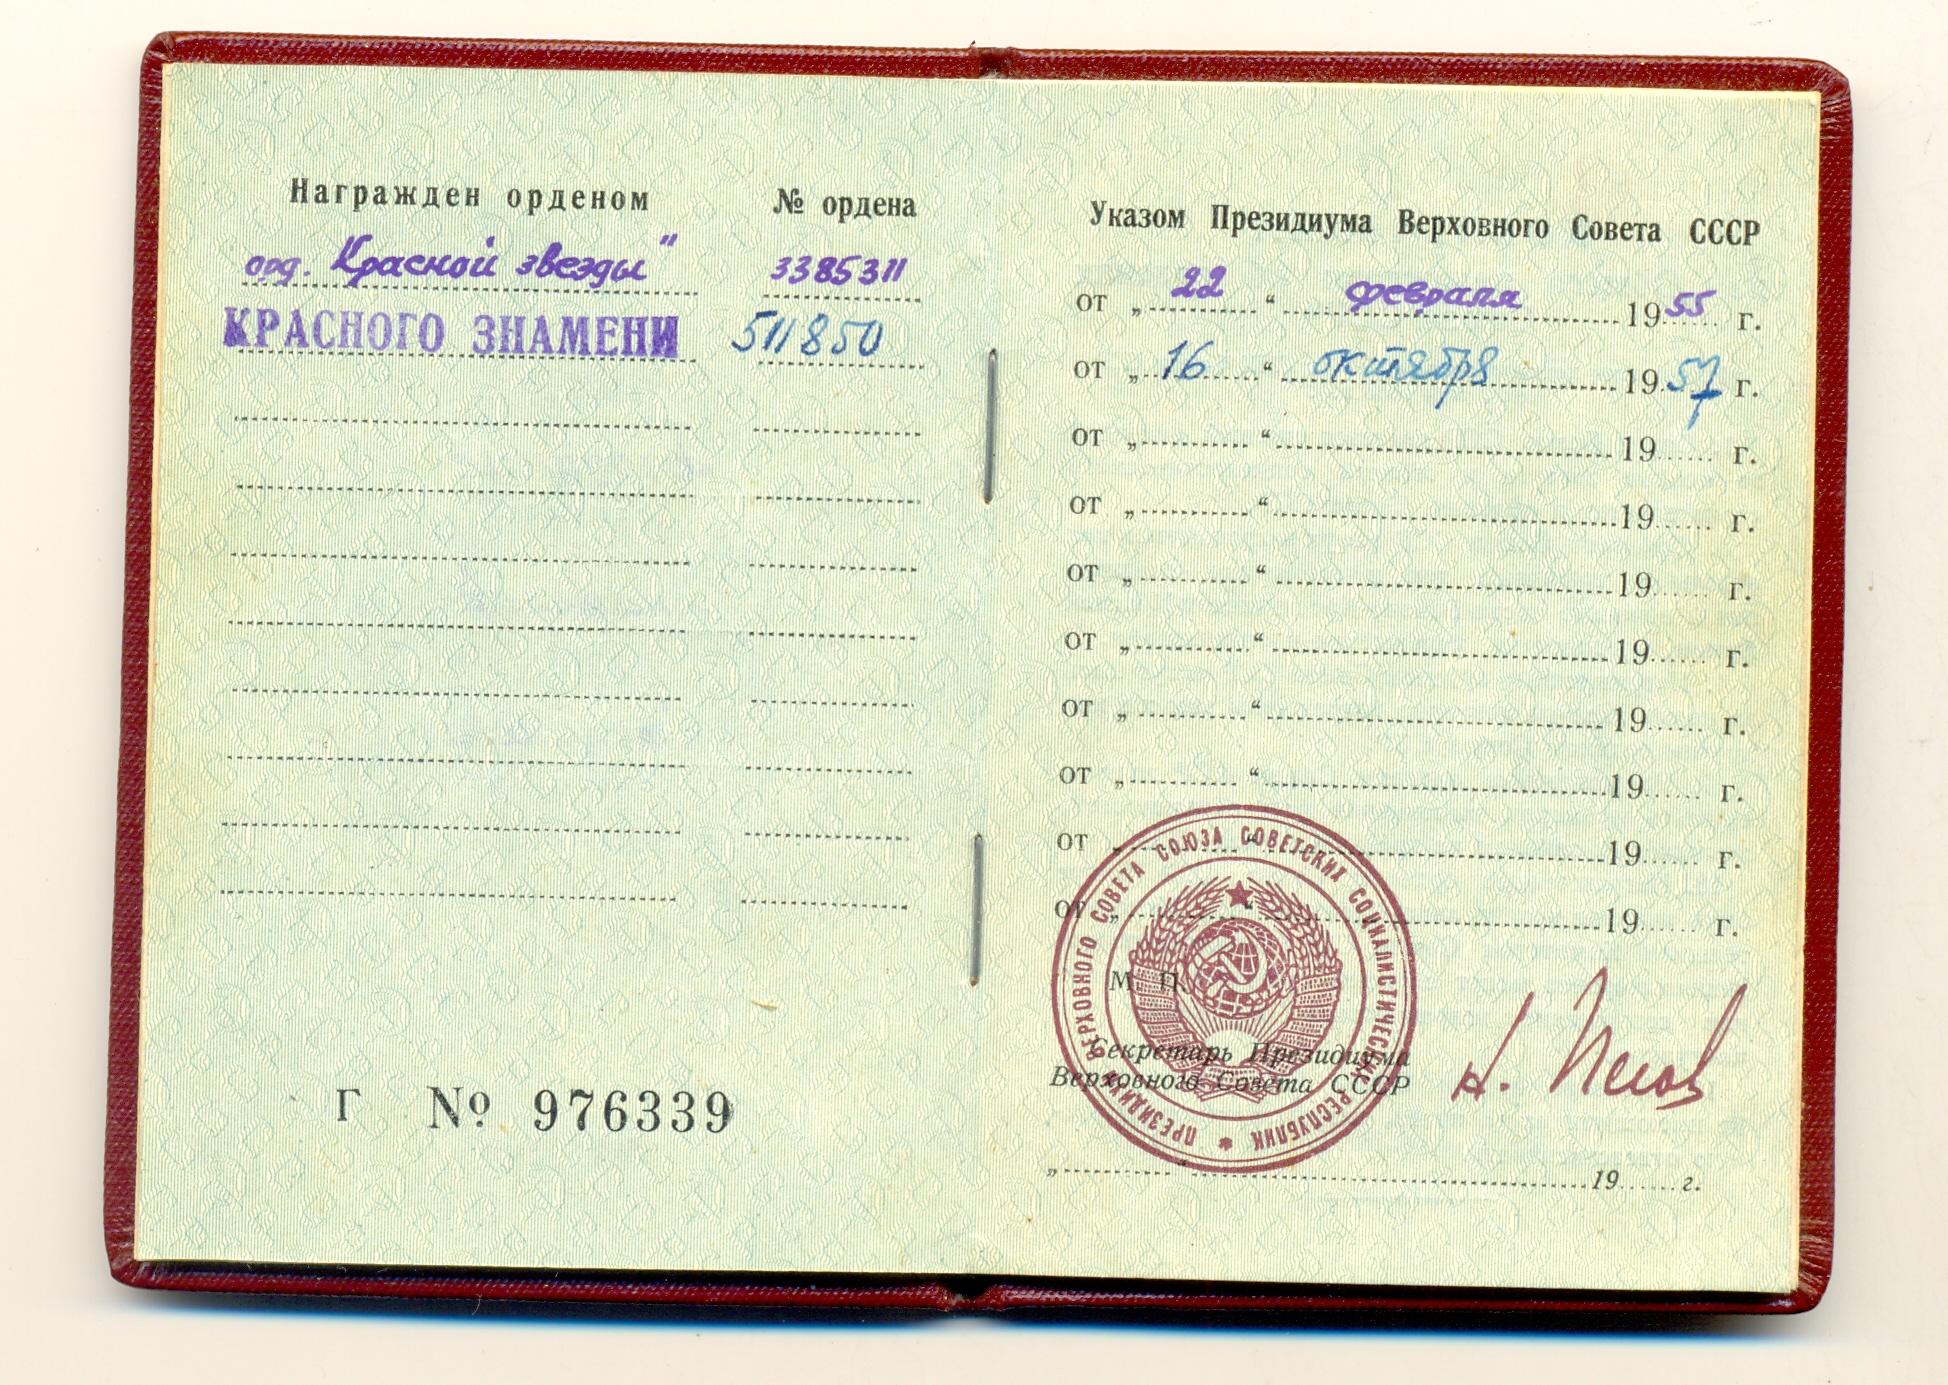 Награжден орденом
№ ордена
орд. Красной звезды"
3385311
КРАСНОГО ЗНАМЕНИ
511850
Г № 976339
Указом Президиума Верховного Совета СССР
от „ 22 “ февраля 1955 г.
от „ 16 “ октября 1957 г.
от „ “ 19 г.
от „ “ 19 г.
от „ “ 19 г.
от „ “ 19 г.
от „ “ 19 г.
от „ “ 19 г.
от „ “ 19 г.
от „ “ 19 г.
М. П.
ПРЕЗИДИУМ ВЕРХОВНОГО СОВЕТА СОЮЗА СОВЕТСКИХ СОЦИАЛИСТИЧЕСКИХ РЕСПУБЛИК
Секретарь Президиума
Верховного Совета СССР
Н. Пегов
„ “ 19 г.